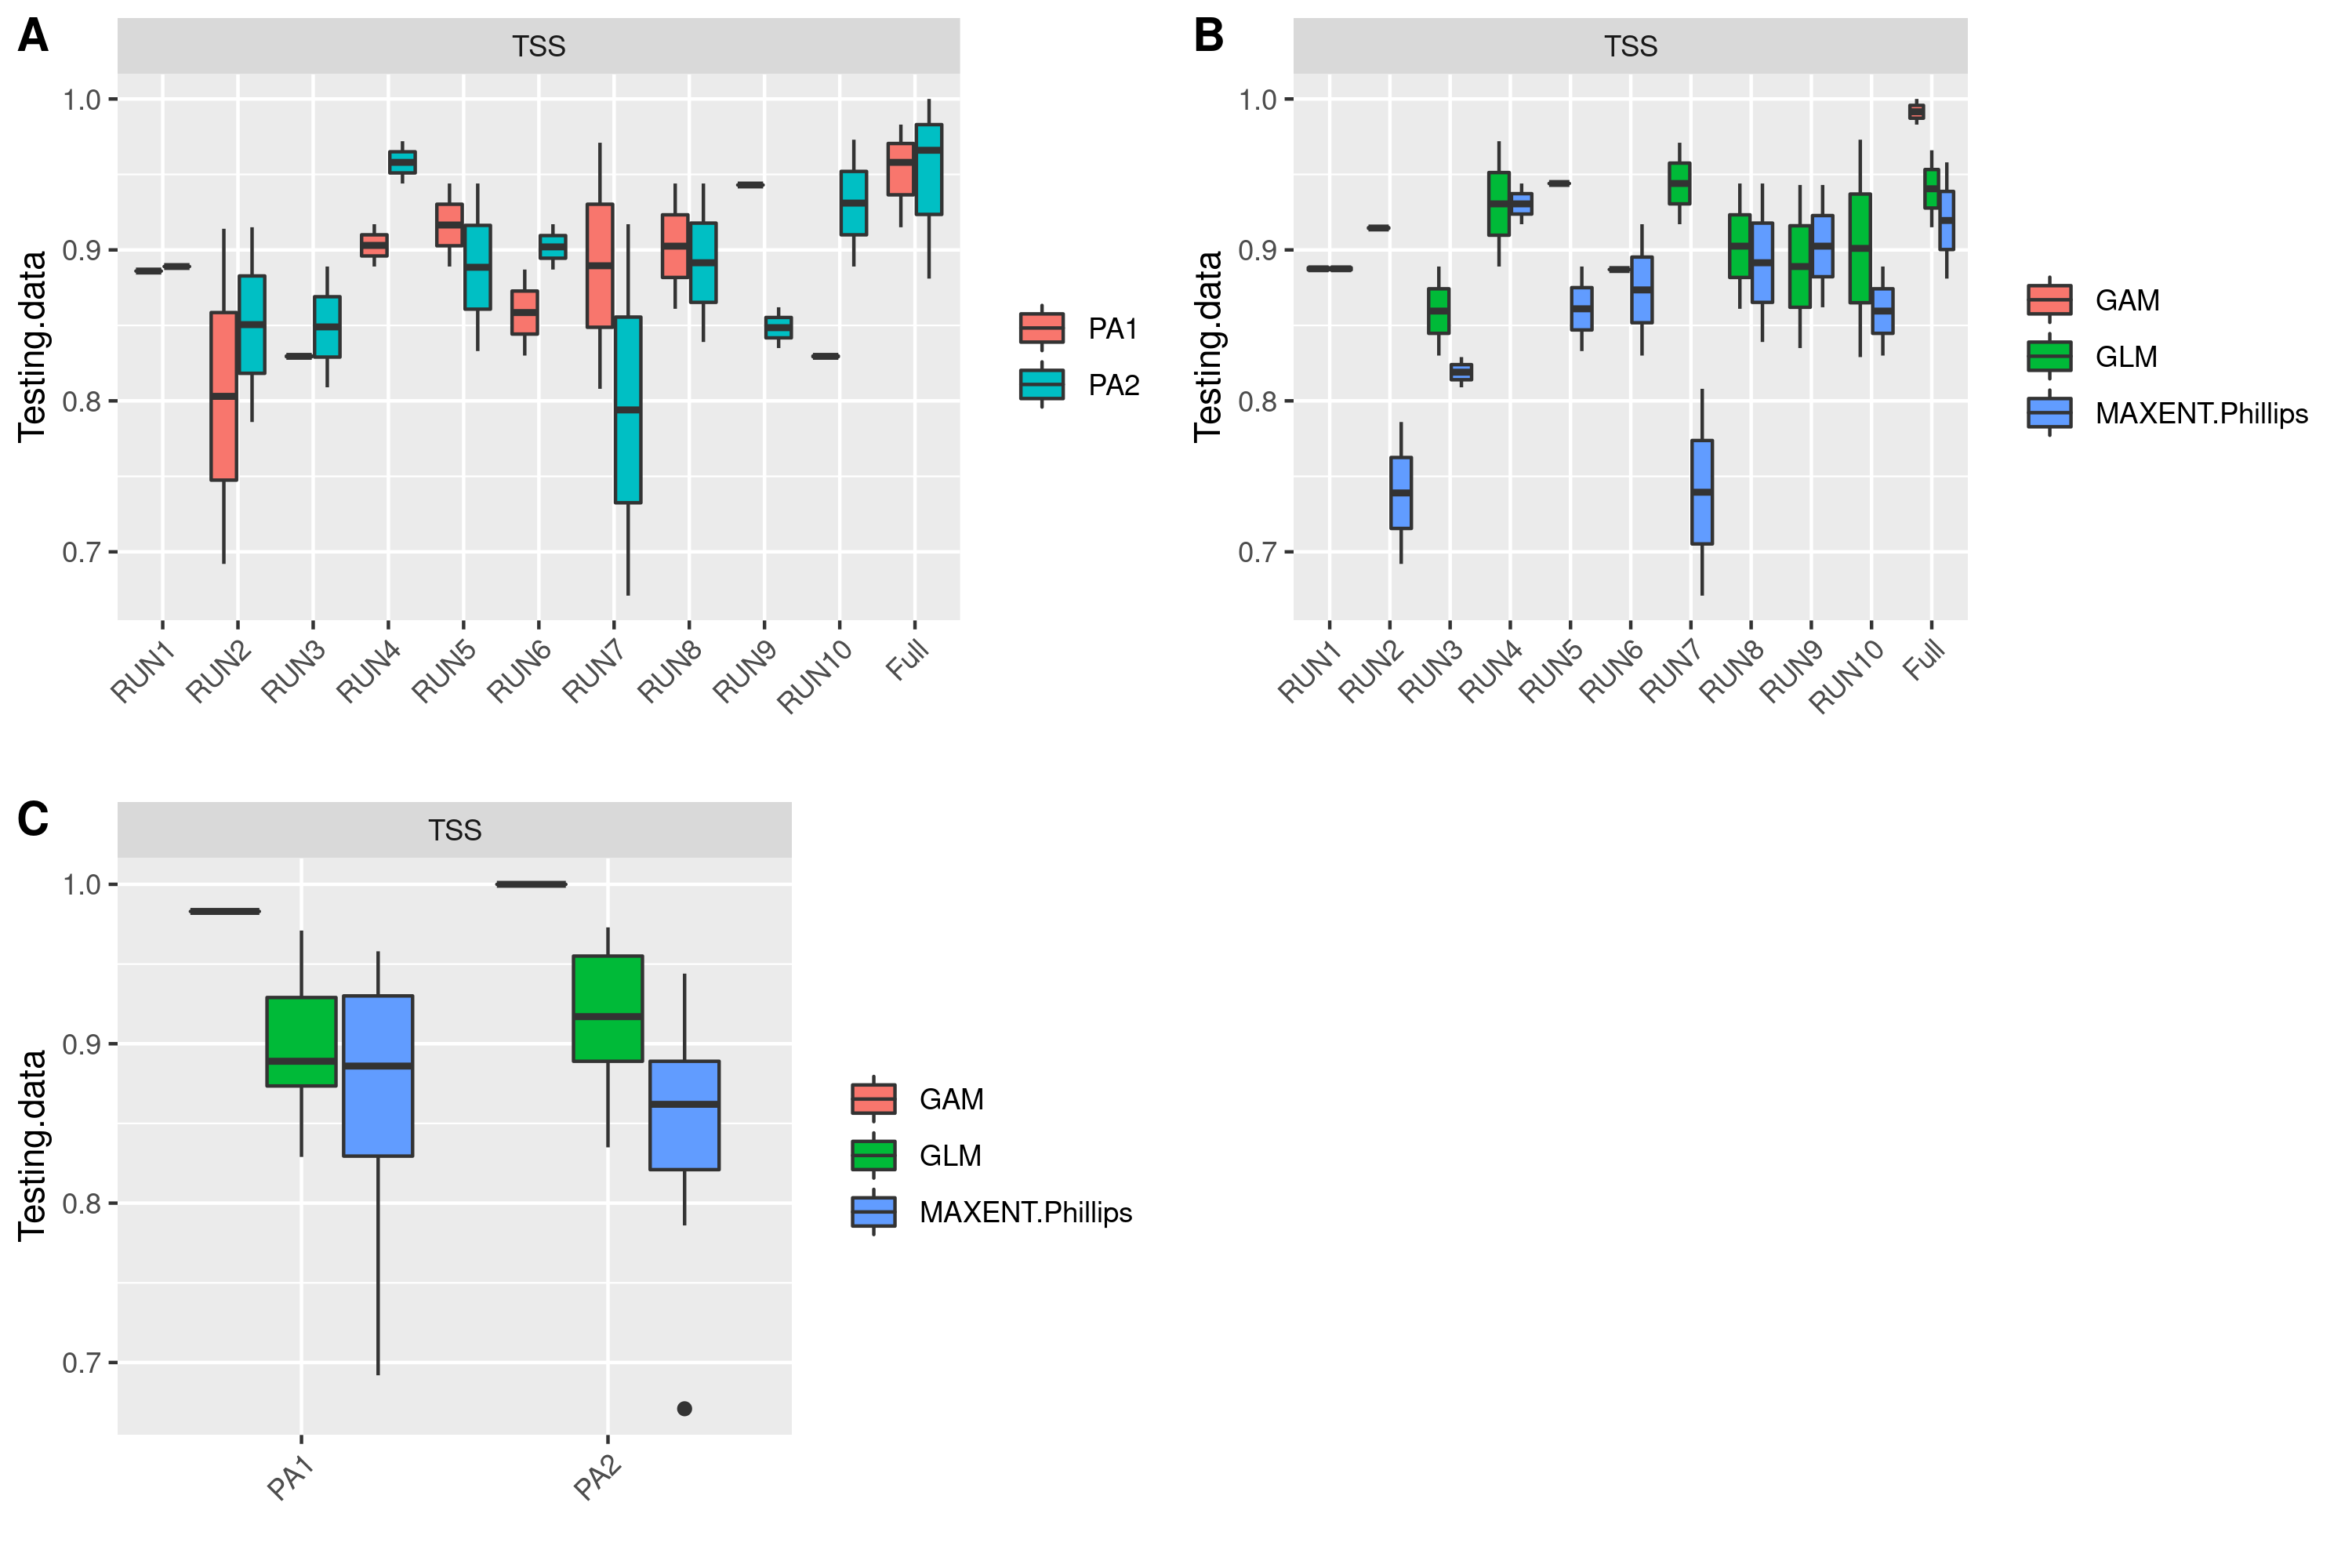 A
TSS
1.0
0.9
0.8
0.7
Testing.data
RUN1
RUN2
RUN3
RUN4
RUN5
RUN6
RUN7
RUN8
RUN9
RUN10
Full
PA1
PA2
B
TSS
1.0
0.9
0.8
0.7
Testing.data
RUN1
RUN2
RUN3
RUN4
RUN5
RUN6
RUN7
RUN8
RUN9
RUN10
Full
GAM
GLM
MAXENT.Phillips
C
TSS
1.0
0.9
0.8
0.7
Testing.data
PA1
PA2
GAM
GLM
MAXENT.Phillips